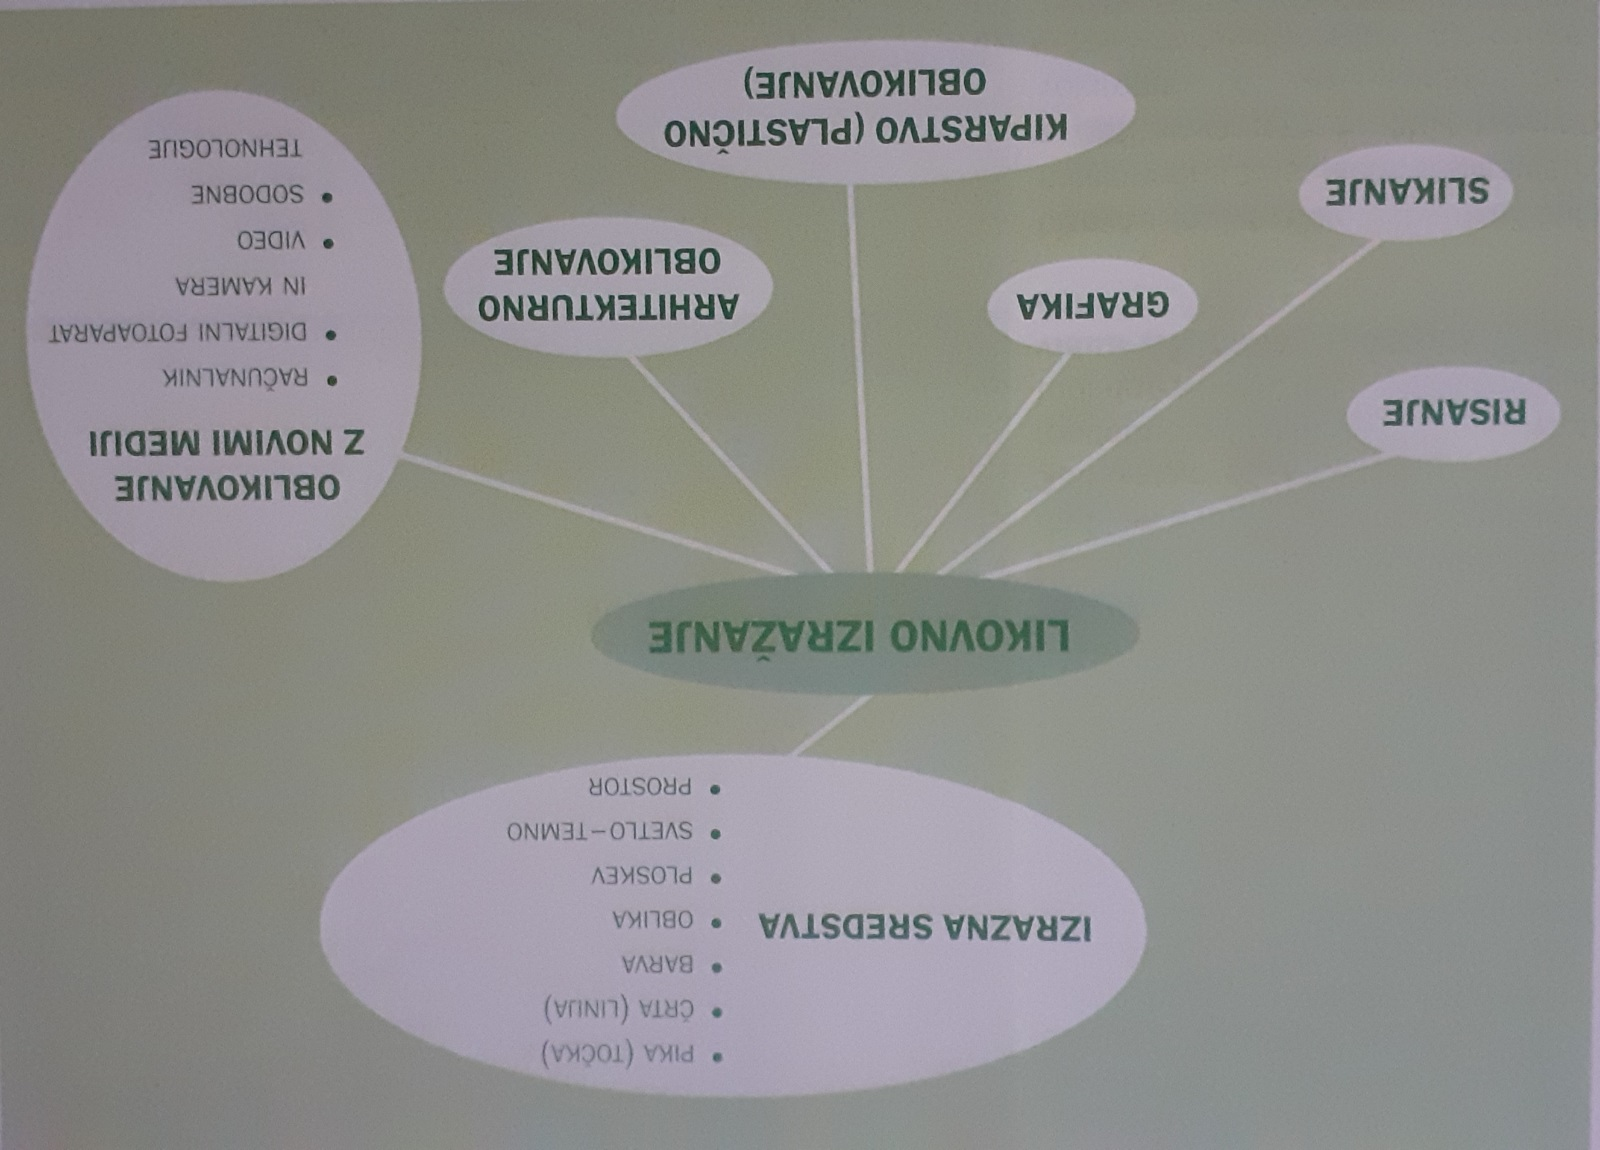 IZRAZNA SREDSTVA
• PIKA (TOČKA)
• ČRTA (LINIJA)
• BARVA
• OBLIKA
• PLOSKEV
• SVETLO–TEMNO
• PROSTOR
LIKOVNO IZRAŽANJE
RISANJE
SLIKANJE
GRAFIKA
KIPARSTVO (PLASTIČNO
OBLIKOVANJE)
ARHITEKTURNO
OBLIKOVANJE
OBLIKOVANJE
Z NOVIMI MEDIJI
• RAČUNALNIK
• DIGITALNI FOTOAPARAT
IN KAMERA
• VIDEO
• SODOBNE
TEHNOLOGIJE